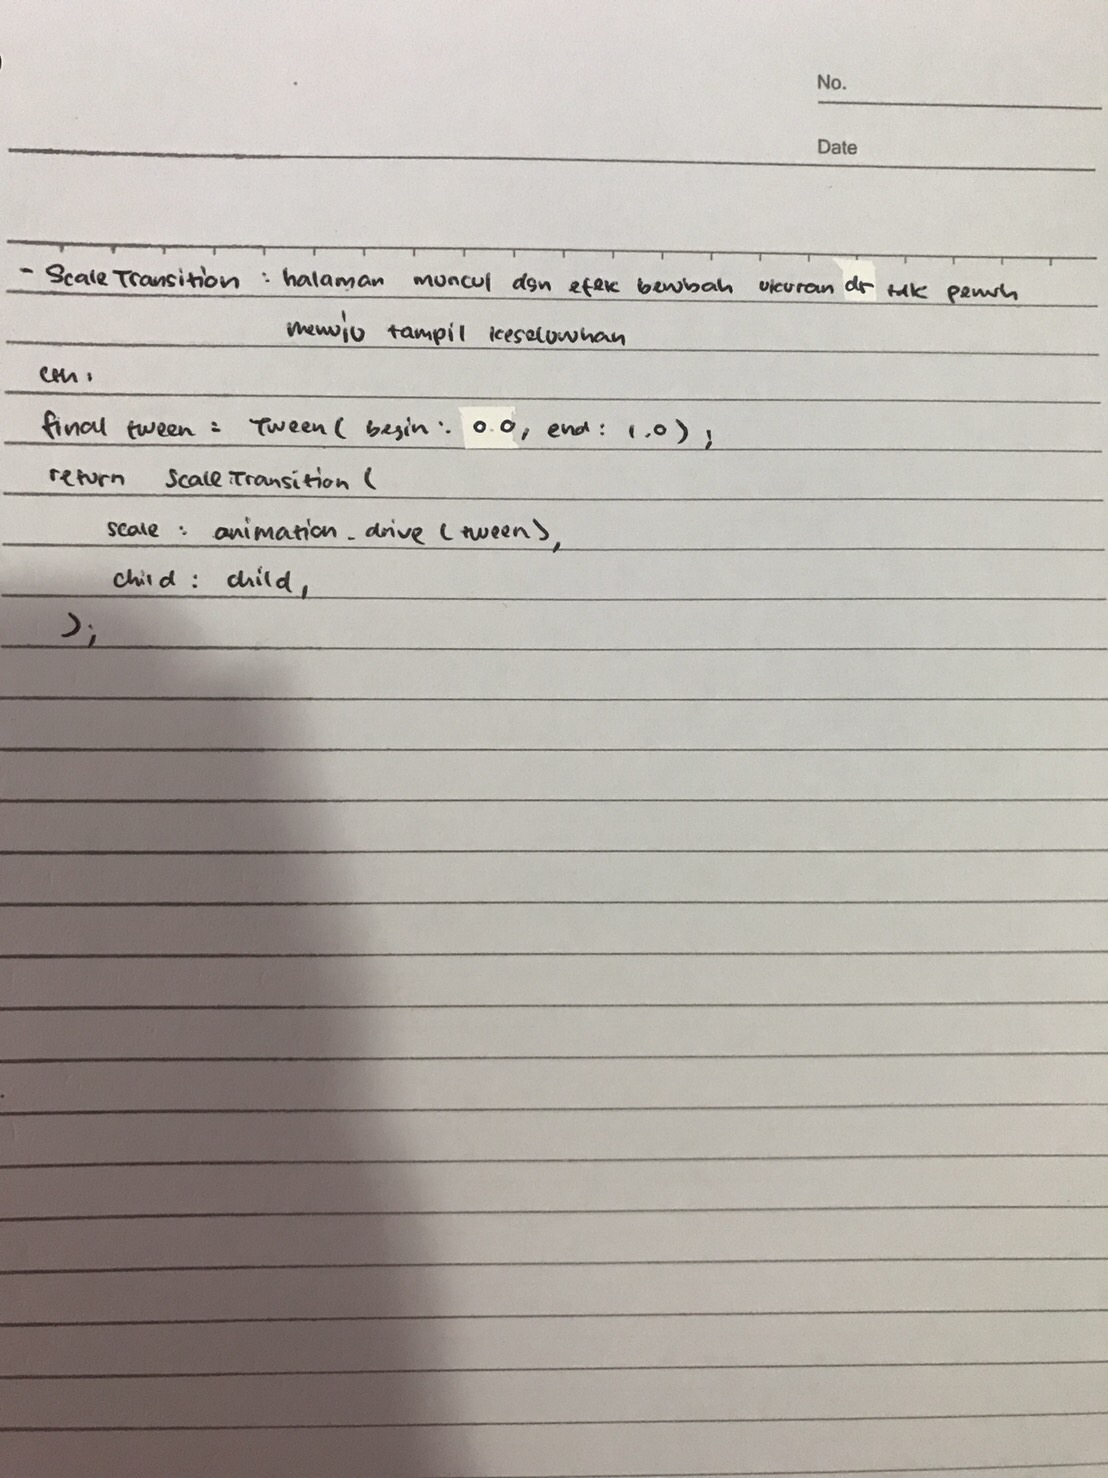 No.
Date
- Scale Transition : halaman muncul dgn efek berubah ukuran dr tdk penuh
menuju tampil keseluruhan
cth :
final tween = Tween( begin : 0.0, end : 1.0 ) ;
return ScaleTransition (
scale : animation.drive (tween),
child : child,
);